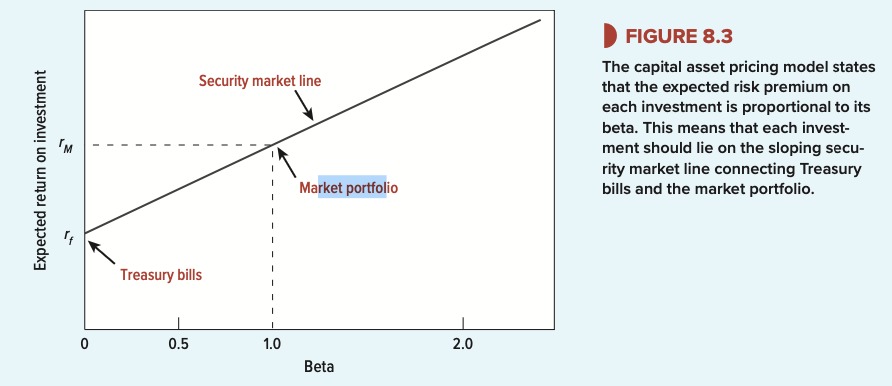 Expected return on investment
Security market line
r_M
Market portfolio
r_f
Treasury bills
0
0.5
1.0
2.0
Beta
FIGURE 8.3
The capital asset pricing model states
that the expected risk premium on
each investment is proportional to its
beta. This means that each invest-
ment should lie on the sloping secu-
rity market line connecting Treasury
bills and the market portfolio.